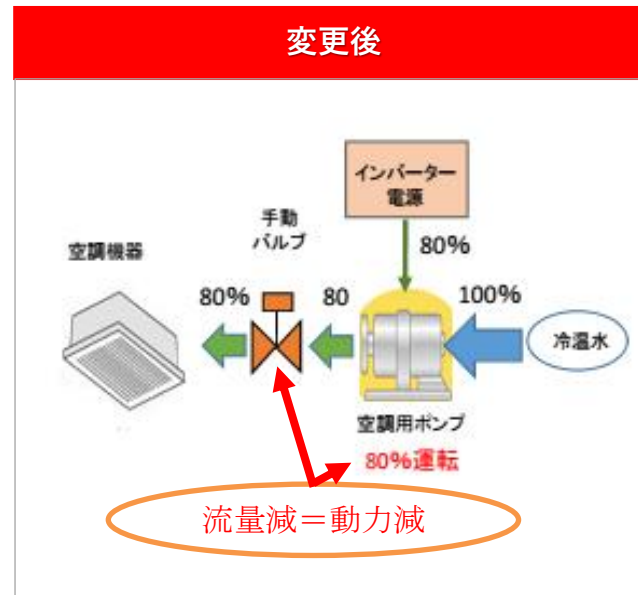 変更後
インバーター
電源
手動
バルブ
空調機器
80%
80%
80
100%
冷温水
空調用ポンプ
80%運転
流量減＝動力減